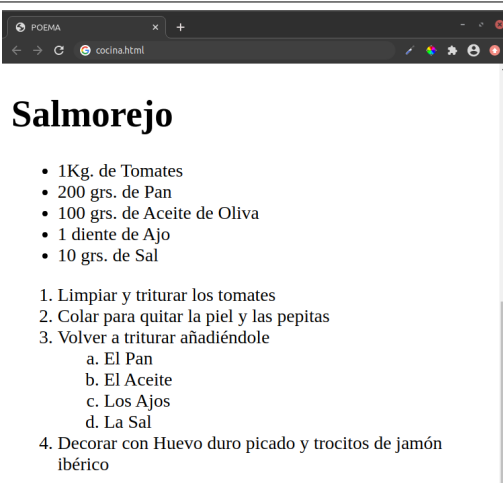 POEMA
cocina.html
Salmorejo
• 1Kg. de Tomates
• 200 grs. de Pan
• 100 grs. de Aceite de Oliva
• 1 diente de Ajo
• 10 grs. de Sal
1. Limpiar y triturar los tomates
2. Colar para quitar la piel y las pepitas
3. Volver a triturar añadiéndole
a. El Pan
b. El Aceite
c. Los Ajos
d. La Sal
4. Decorar con Huevo duro picado y trocitos de jamón
ibérico